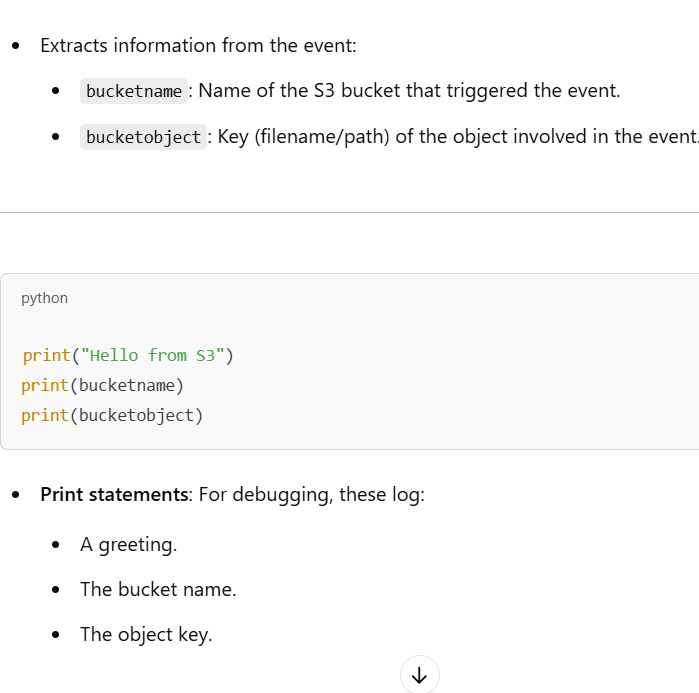 Extracts information from the event:
bucketname: Name of the S3 bucket that triggered the event.
bucketobject: Key (filename/path) of the object involved in the event.
python
print("Hello from S3")
print(bucketname)
print(bucketobject)
Print statements: For debugging, these log:
A greeting.
The bucket name.
The object key.